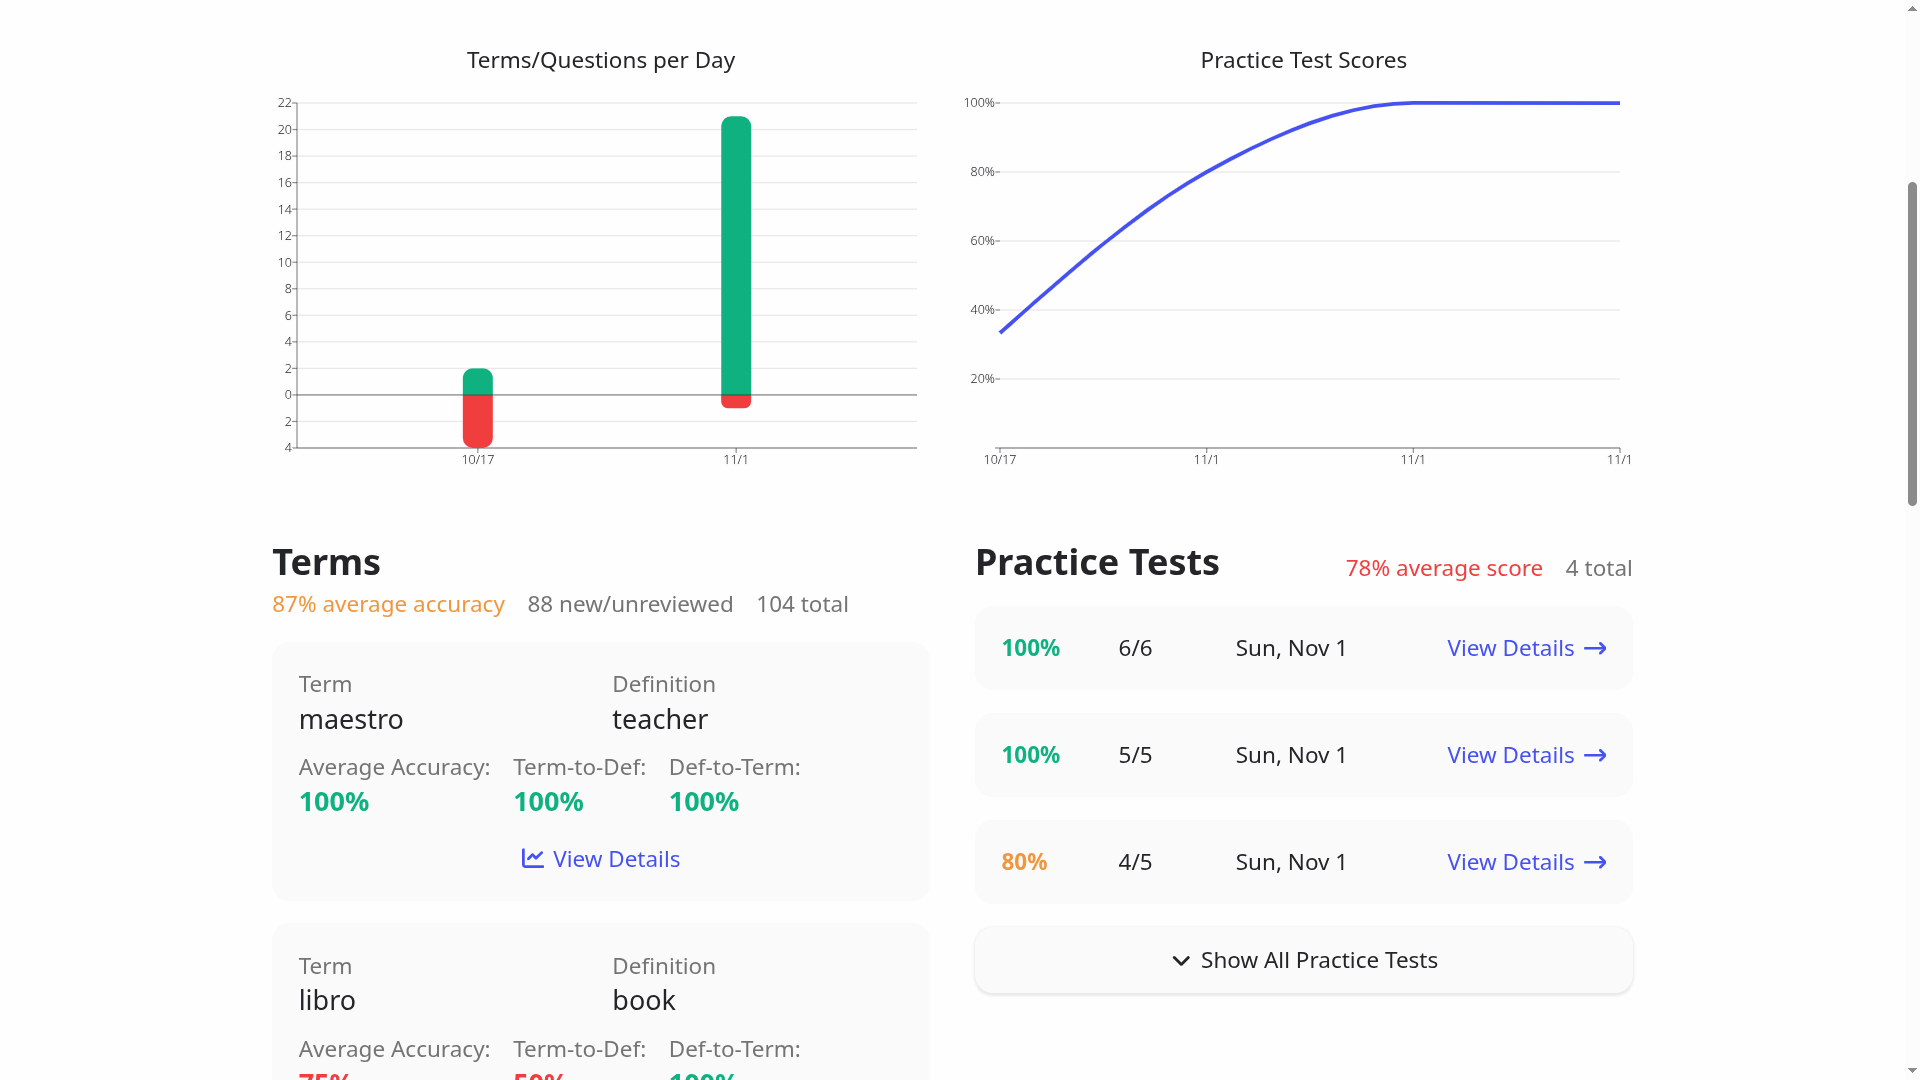 Terms/Questions per Day
22
20
18
16
14
12
10
8
6
4
2
0
2
4
10/17
11/1
Practice Test Scores
100%
80%
60%
40%
20%
10/17
11/1
11/1
11/1
Terms
87% average accuracy 88 new/unreviewed 104 total
Term
maestro
Definition
teacher
Average Accuracy:
100%
Term-to-Def:
100%
Def-to-Term:
100%
View Details
Term
libro
Definition
book
Average Accuracy:
75%
Term-to-Def:
50%
Def-to-Term:
100%
Practice Tests
78% average score 4 total
100% 6/6 Sun, Nov 1 View Details
100% 5/5 Sun, Nov 1 View Details
80% 4/5 Sun, Nov 1 View Details
Show All Practice Tests